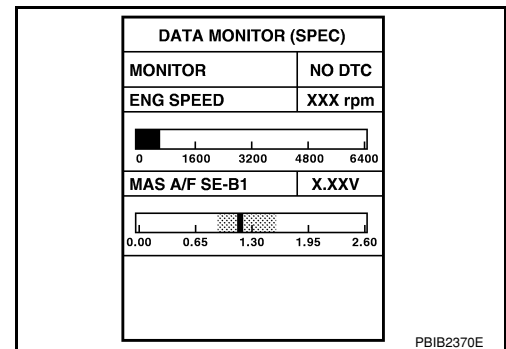 DATA MONITOR (SPEC)
MONITOR NO DTC
ENG SPEED XXX rpm
0 1600 3200 4800 6400
MAS A/F SE-B1 X.XXV
0.00 0.65 1.30 1.95 2.60
PBIB2370E